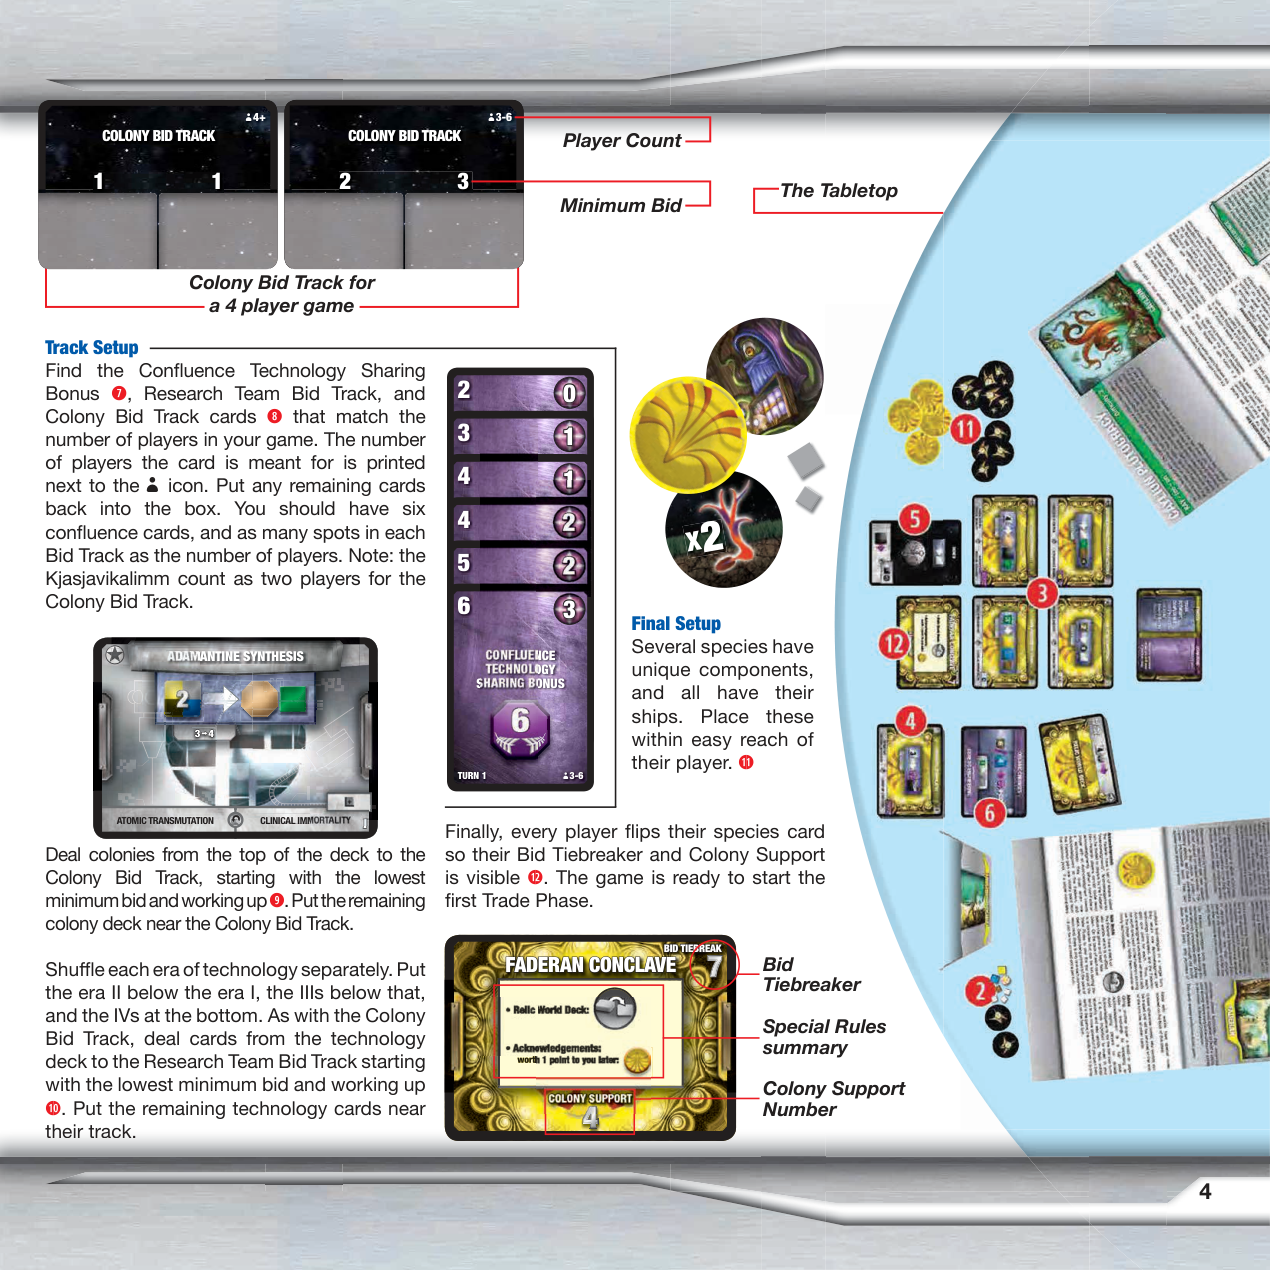 4+
COLONY BID TRACK
1 1
3-6
COLONY BID TRACK
2 3
Player Count
Minimum Bid
The Tabletop
Colony Bid Track for
a 4 player game
Track Setup
Find the Confluence Technology Sharing
Bonus 7, Research Team Bid Track, and
Colony Bid Track cards 8 that match the
number of players in your game. The number
of players the card is meant for is printed
next to the icon. Put any remaining cards
back into the box. You should have six
confluence cards, and as many spots in each
Bid Track as the number of players. Note: the
Kjasjavikalimm count as two players for the
Colony Bid Track.
ADAMANTINE SYNTHESIS
2
3→4
ATOMIC TRANSMUTATION
CLINICAL IMMORTALITY
I
Deal colonies from the top of the deck to the
Colony Bid Track, starting with the lowest
minimum bid and working up 9. Put the remaining
colony deck near the Colony Bid Track.
Shuffle each era of technology separately. Put
the era II below the era I, the IIIs below that,
and the IVs at the bottom. As with the Colony
Bid Track, deal cards from the technology
deck to the Research Team Bid Track starting
with the lowest minimum bid and working up
10. Put the remaining technology cards near
their track.
2 0
3 1
4 1
4 2
5 2
6 3
CONFLUENCE
TECHNOLOGY
SHARING BONUS
6
TURN 1
3-6
x2
Final Setup
Several species have
unique components,
and all have their
ships. Place these
within easy reach of
their player. 11
Finally, every player flips their species card
so their Bid Tiebreaker and Colony Support
is visible 12. The game is ready to start the
first Trade Phase.
BID TIEBREAK
FADERAN CONCLAVE 7
• Relic World Deck:
• Acknowledgements:
worth 1 point to you later:
COLONY SUPPORT
4
Bid
Tiebreaker
Special Rules
summary
Colony Support
Number
11
5
3
12
4
6
2
4